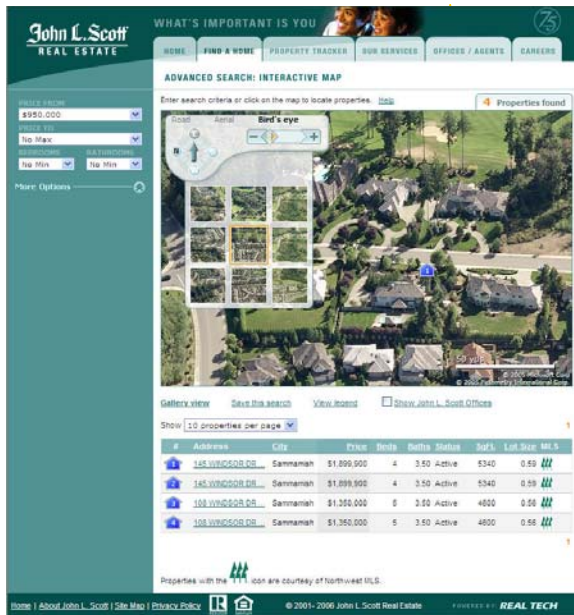 WHAT'S IMPORTANT IS YOU
75
John L. Scott
REAL ESTATE
HOME
FIND A HOME
PROPERTY TRACKER
OUR SERVICES
OFFICES / AGENTS
CAREERS
ADVANCED SEARCH: INTERACTIVE MAP
Enter search criteria or click on the map to locate properties. Help
4 Properties found
PRICE FROM
$950,000
PRICE TO
No Max
BEDROOMS BATHROOMS
No Min No Min
More Options
Road Aerial Bird's eye
N
1
50 yds
© 2005 Microsoft Corp
Gallery view Save this search View legend Show John L. Scott Offices
Show 10 properties per page 1
# Address City Price Beds Baths Status SqFt. Lot Size MLS
1 145 WINDSOR DR... Sammamish $1,899,900 4 3.50 Active 5340 0.59
2 145 WINDSOR DR... Sammamish $1,899,900 4 3.50 Active 5340 0.59
3 108 WINDSOR DR... Sammamish $1,350,000 5 3.50 Active 4600 0.58
4 108 WINDSOR DR... Sammamish $1,350,000 5 3.50 Active 4600 0.58
1
Properties with the icon are courtesy of Northwest MLS.
Home | About John L. Scott | Site Map | Privacy Policy © 2001- 2006 John L Scott Real Estate POWERED BY REAL TECH